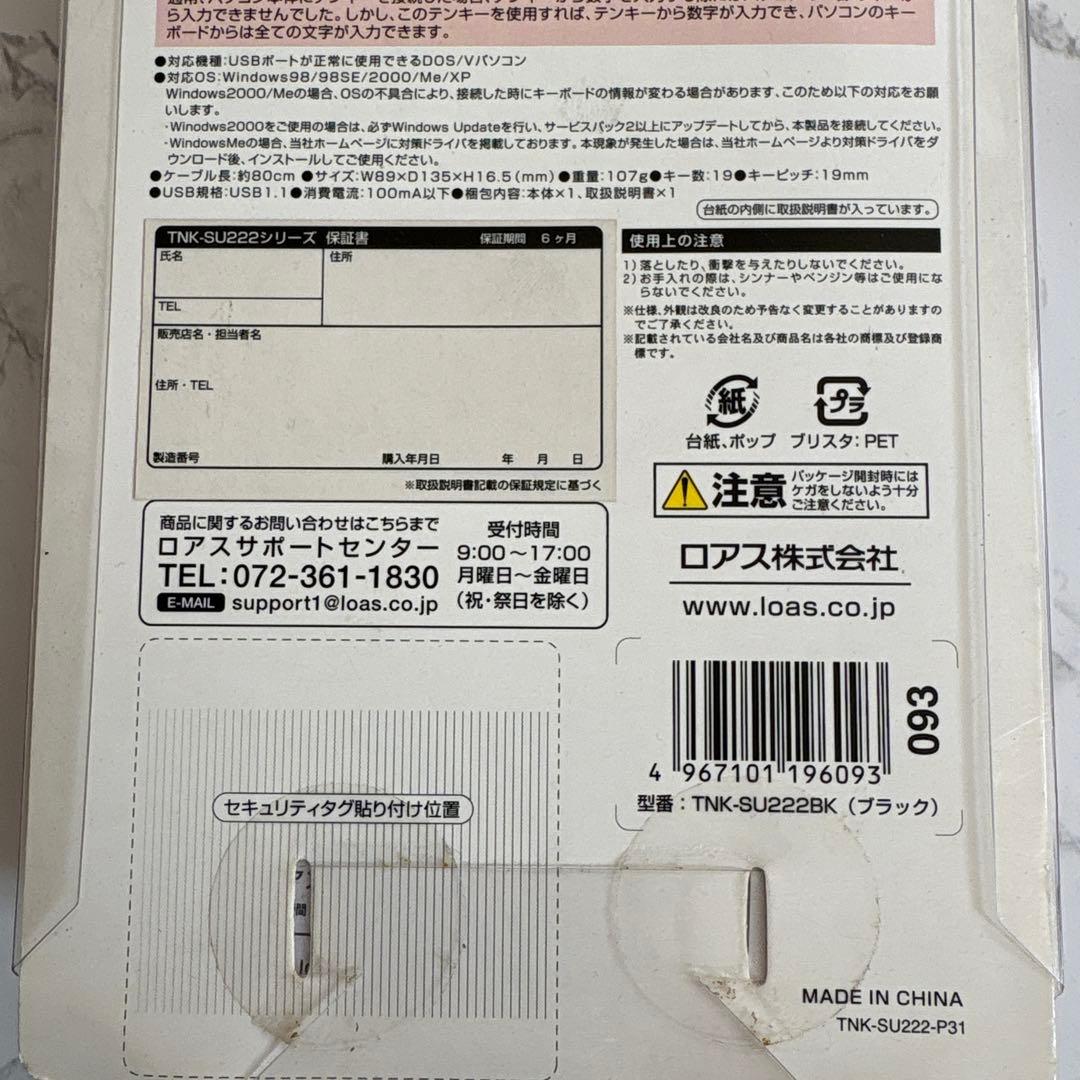 ら入力できませんでした。しかし、このテンキーを使用すれば、テンキーから数字が入力でき、パソコンのキー
ボードからは全ての文字が入力できます。
●対応機種:USBポートが正常に使用できるDOS/Vパソコン
●対応OS:Windows98/98SE/2000/Me/XP
Windows2000/Meの場合、OSの不具合により、接続した時にキーボードの情報が変わる場合があります。このため以下の対応をお願
いします。
・Winodws2000をご使用の場合は、必ずWindows Updateを行い、サービスパック2以上にアップデートしてから、本製品を接続してください。
・WindowsMeの場合、当社ホームページに対策ドライバを掲載しております。本現象が発生した場合は、当社ホームページより対策ドライバをダ
ウンロード後、インストールしてご使用ください。
●ケーブル長:約80cm ●サイズ:W89×D135×H16.5(mm)●重量:107g●キー数:19●キーピッチ:19mm
●USB規格:USB1.1●消費電流:100mA以下●梱包内容:本体×1、取扱説明書×1
台紙の内側に取扱説明書が入っています。
TNK-SU222シリーズ 保証書 保証期間 6ヶ月
氏名 住所
TEL
販売店名・担当者名
住所・TEL
製造番号 購入年月日 年 月 日
※取扱説明書記載の保証規定に基づく
使用上の注意
1)落としたり、衝撃を与えたりしないでください。
2)お手入れの際は、シンナーやベンジン等はご使用にな
らないでください。
※仕様、外観は改良のため予告なく変更することがありますの
でご了承ください。
※記載されている会社名及び商品名は各社の商標及び登録商
標です。
紙 プラ
台紙、ポップ ブリスタ:PET
注意 パッケージ開封時には
ケガをしないよう十分
ご注意ください。
商品に関するお問い合わせはこちらまで
ロアスサポートセンター
TEL:072-361-1830
E-MAIL support1@loas.co.jp
受付時間
9:00〜17:00
月曜日〜金曜日
(祝・祭日を除く)
ロアス株式会社
www.loas.co.jp
セキュリティタグ貼り付け位置
093
4 967101 196093
型番:TNK-SU222BK(ブラック)
間
MADE IN CHINA
TNK-SU222-P31